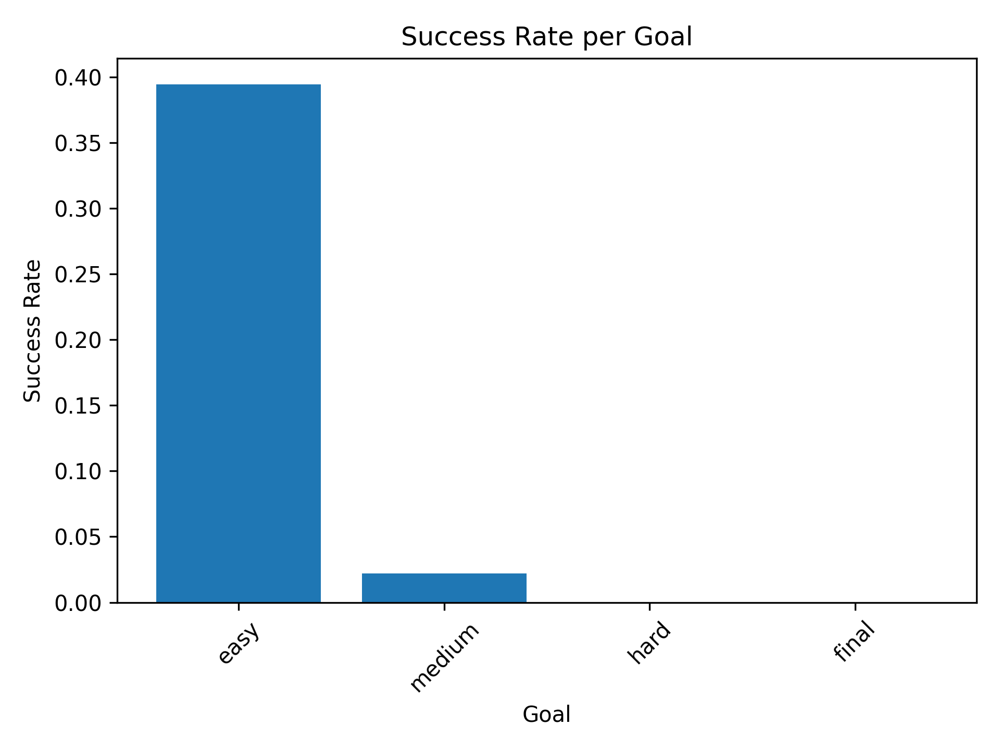 Success Rate per Goal
Success Rate
0.40
0.35
0.30
0.25
0.20
0.15
0.10
0.05
0.00
easy
medium
hard
final
Goal